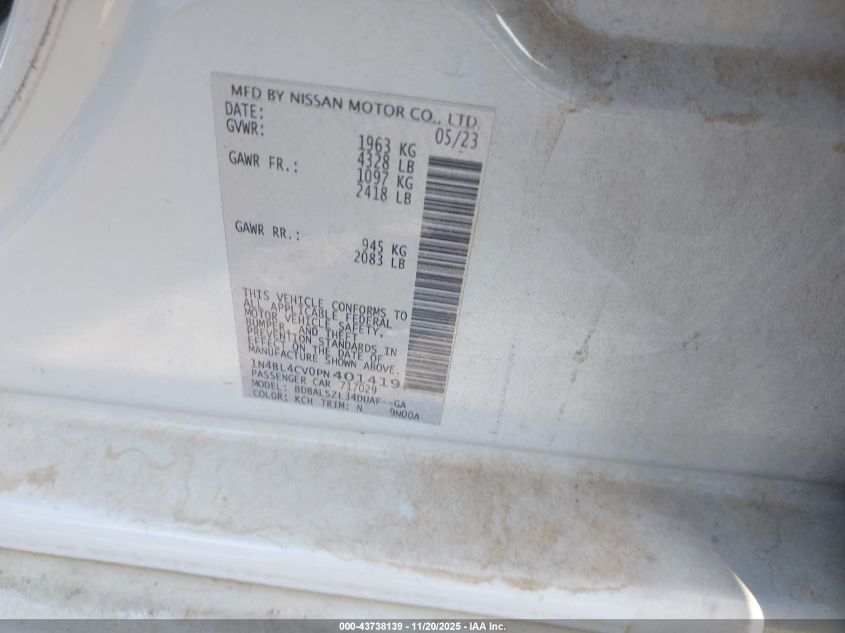 MFD BY NISSAN MOTOR CO., LTD.
DATE: 05/23
GVWR: 1963 KG
4328 LB
GAWR FR.: 1097 KG
2418 LB
GAWR RR.: 945 KG
2083 LB
THIS VEHICLE CONFORMS TO
ALL APPLICABLE FEDERAL
MOTOR VEHICLE SAFETY,
BUMPER, AND THEFT
PREVENTION STANDARDS IN
EFFECT ON THE DATE OF
MANUFACTURE SHOWN ABOVE.
1N4BL4CV0PN401419
PASSENGER CAR 717029
MODEL: BDBALSZL34DUAF--GA
COLOR: KCH TRIM: N 9N00A
000-43738139 - 11/20/2025 - IAA Inc.